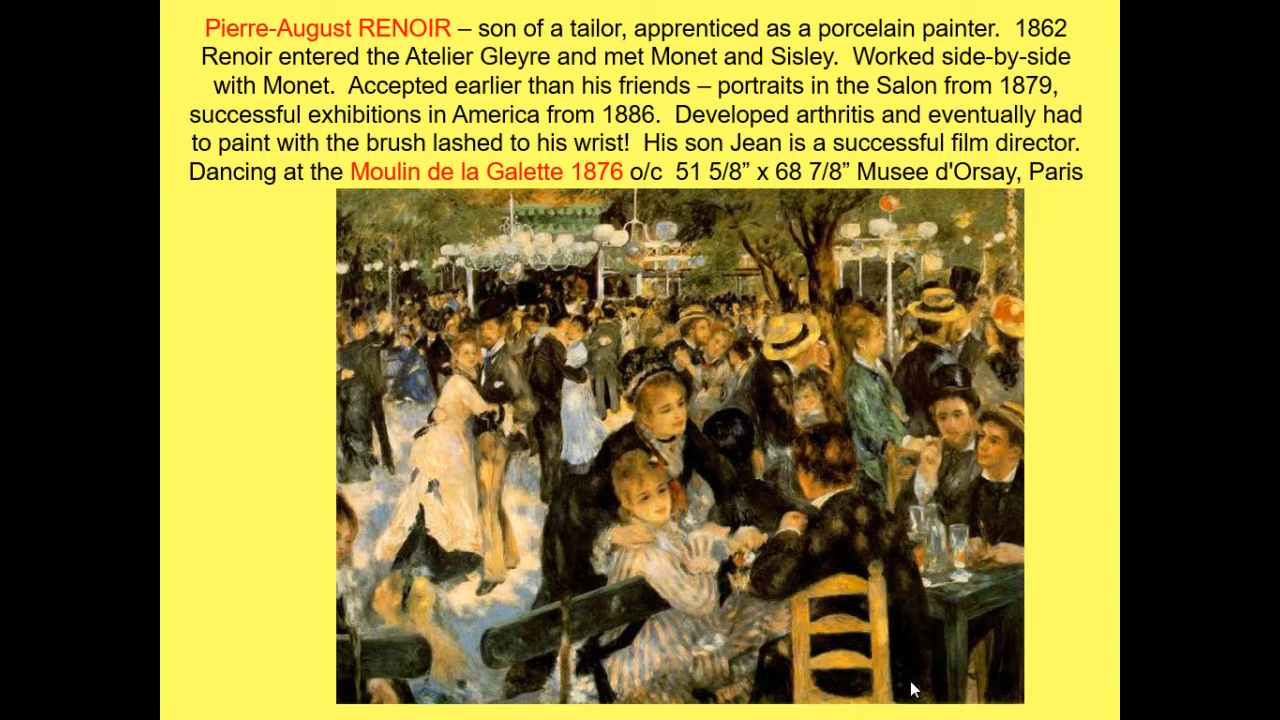 Pierre-August RENOIR – son of a tailor, apprenticed as a porcelain painter.  1862
Renoir entered the Atelier Gleyre and met Monet and Sisley.  Worked side-by-side
with Monet.  Accepted earlier than his friends – portraits in the Salon from 1879,
successful exhibitions in America from 1886.  Developed arthritis and eventually had
to paint with the brush lashed to his wrist!  His son Jean is a successful film director.
Dancing at the Moulin de la Galette 1876 o/c  51 5/8” x 68 7/8” Musee d'Orsay, Paris